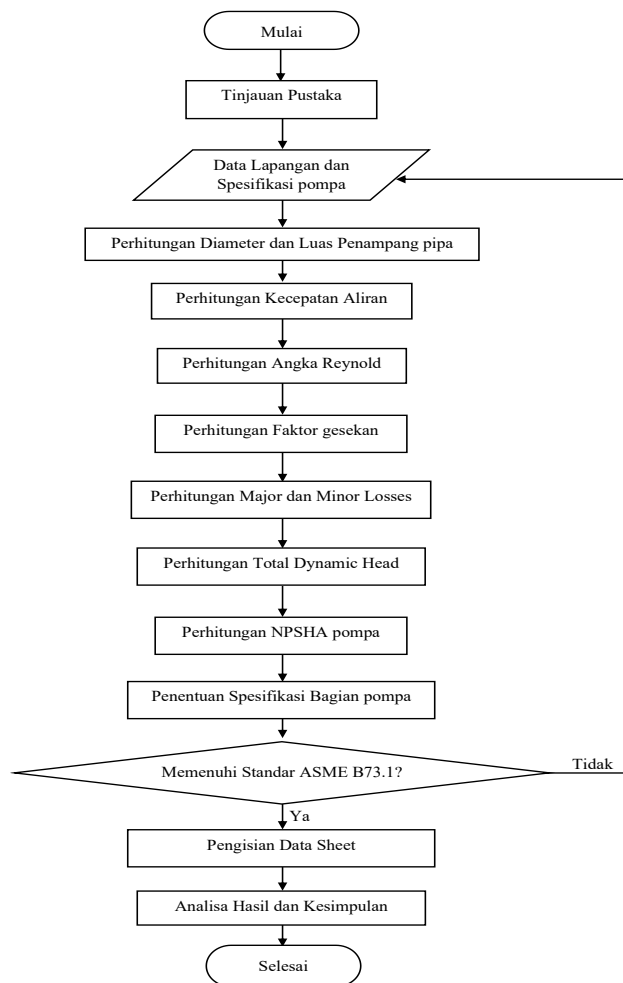 Mulai
Tinjauan Pustaka
Data Lapangan dan
Spesifikasi pompa
Perhitungan Diameter dan Luas Penampang pipa
Perhitungan Kecepatan Aliran
Perhitungan Angka Reynold
Perhitungan Faktor gesekan
Perhitungan Major dan Minor Losses
Perhitungan Total Dynamic Head
Perhitungan NPSHA pompa
Penentuan Spesifikasi Bagian pompa
Memenuhi Standar ASME B73.1?
Tidak
Ya
Pengisian Data Sheet
Analisa Hasil dan Kesimpulan
Selesai